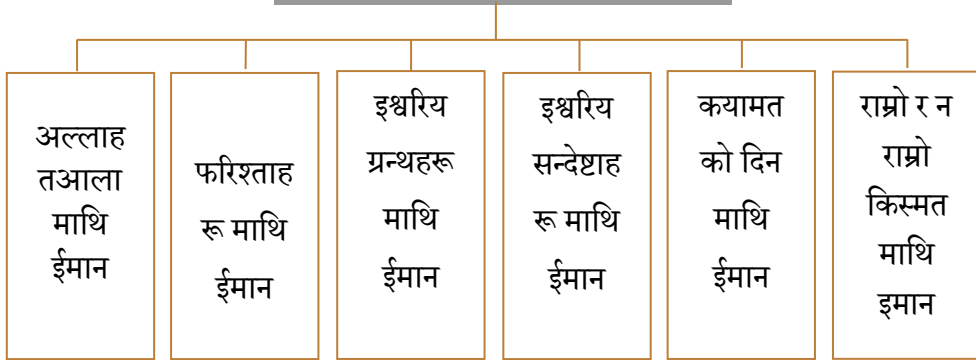 अल्लाह
तआला
माथि
ईमान
फरिश्ताह
रू माथि
ईमान
इश्वरिय
ग्रन्थहरू
माथि
ईमान
इश्वरिय
सन्देष्टाह
रू माथि
ईमान
कयामत
को दिन
माथि
ईमान
राम्रो र न
राम्रो
किस्मत
माथि
इमान